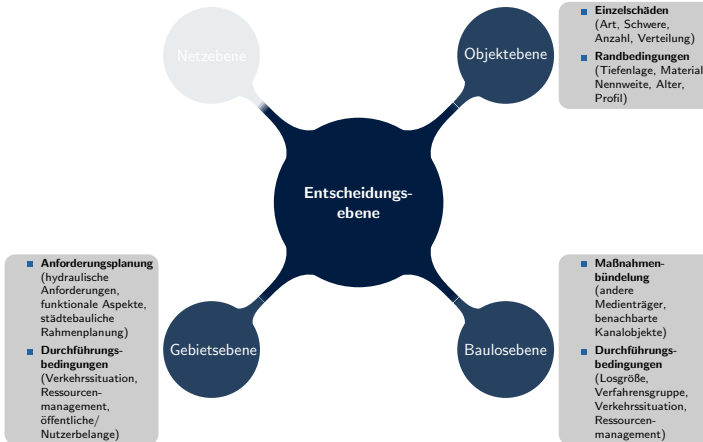 Netzebene
Objektebene
Einzelschäden
(Art, Schwere,
Anzahl, Verteilung)
Randbedingungen
(Tiefenlage, Material
Nennweite, Alter,
Profil)
Entscheidungs-
ebene
Anforderungsplanung
(hydraulische
Anforderungen,
funktionale Aspekte,
städtebauliche
Rahmenplanung)
Durchführungs-
bedingungen
(Verkehrssituation,
Ressourcen-
management,
öffentliche/
Nutzerbelange)
Gebietsebene
Baulosebene
Maßnahmen-
bündelung
(andere
Medienträger,
benachbarte
Kanalobjekte)
Durchführungs-
bedingungen
(Losgröße,
Verfahrensgruppe,
Verkehrssituation,
Ressourcen-
management)